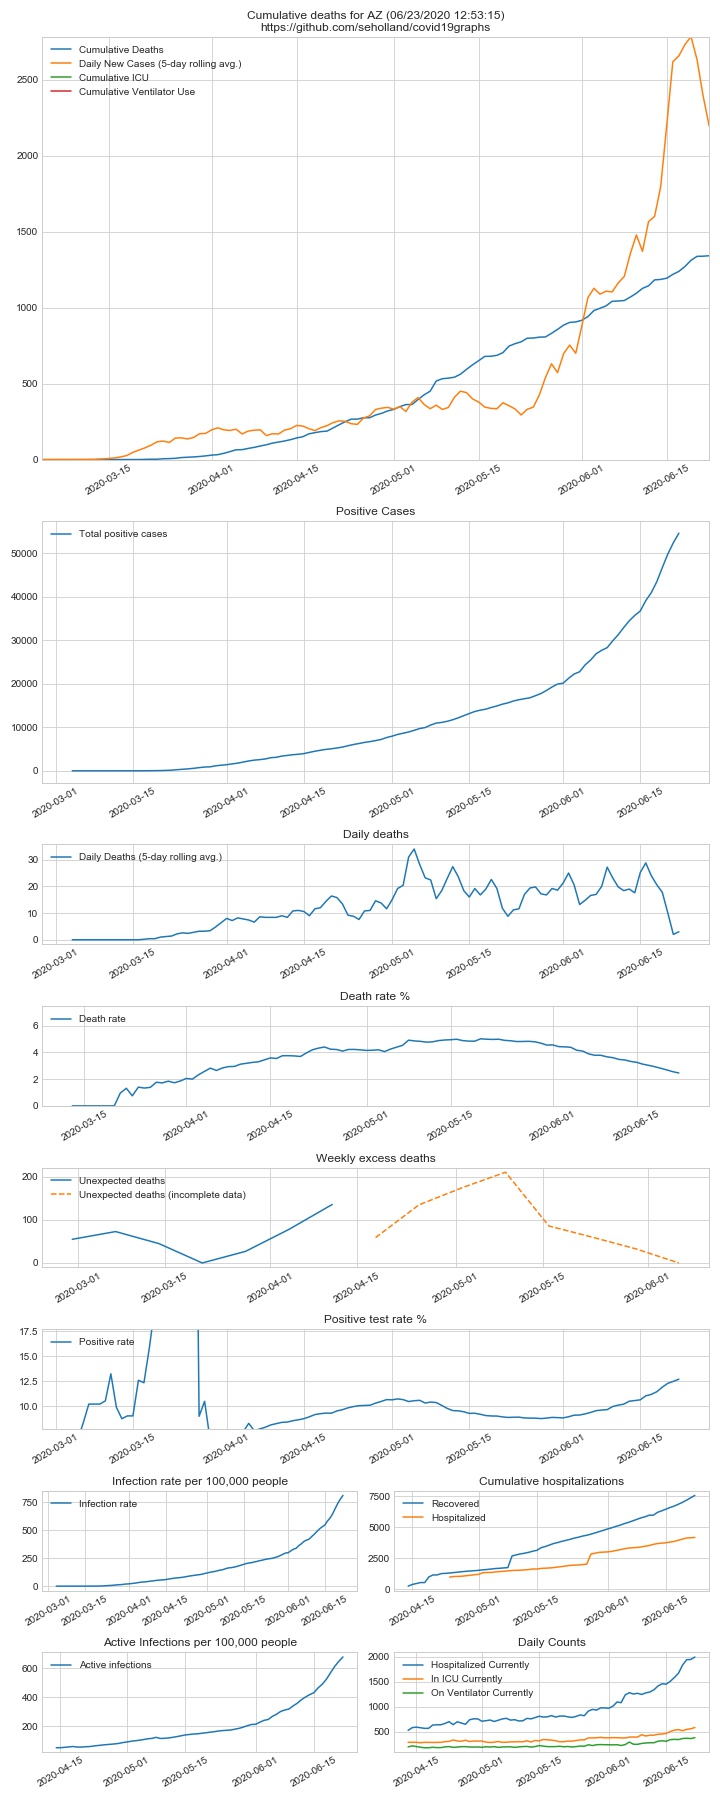 Cumulative deaths for AZ (06/23/2020 12:53:15)
https://github.com/seholland/covid19graphs
Cumulative Deaths
Daily New Cases (5-day rolling avg.)
Cumulative ICU
Cumulative Ventilator Use
2500
2000
1500
1000
500
0
2020-03-15 2020-04-01 2020-04-15 2020-05-01 2020-05-15 2020-06-01 2020-06-15
Positive Cases
Total positive cases
50000
40000
30000
20000
10000
0
2020-03-01 2020-03-15 2020-04-01 2020-04-15 2020-05-01 2020-05-15 2020-06-01 2020-06-15
Daily deaths
Daily Deaths (5-day rolling avg.)
30
20
10
0
2020-03-01 2020-03-15 2020-04-01 2020-04-15 2020-05-01 2020-05-15 2020-06-01 2020-06-15
Death rate %
Death rate
6
4
2
0
2020-03-15 2020-04-01 2020-04-15 2020-05-01 2020-05-15 2020-06-01 2020-06-15
Weekly excess deaths
Unexpected deaths
Unexpected deaths (incomplete data)
200
100
0
2020-03-01 2020-03-15 2020-04-01 2020-04-15 2020-05-01 2020-05-15 2020-06-01
Positive test rate %
Positive rate
17.5
15.0
12.5
10.0
2020-03-01 2020-03-15 2020-04-01 2020-04-15 2020-05-01 2020-05-15 2020-06-01 2020-06-15
Infection rate per 100,000 people
Infection rate
750
500
250
0
2020-03-01 2020-03-15 2020-04-01 2020-04-15 2020-05-01 2020-05-15 2020-06-01 2020-06-15
Cumulative hospitalizations
Recovered
Hospitalized
7500
5000
2500
0
2020-04-15 2020-05-01 2020-05-15 2020-06-01 2020-06-15
Active Infections per 100,000 people
Active infections
600
400
200
2020-04-15 2020-05-01 2020-05-15 2020-06-01 2020-06-15
Daily Counts
Hospitalized Currently
In ICU Currently
On Ventilator Currently
2000
1500
1000
500
2020-04-15 2020-05-01 2020-05-15 2020-06-01 2020-06-15